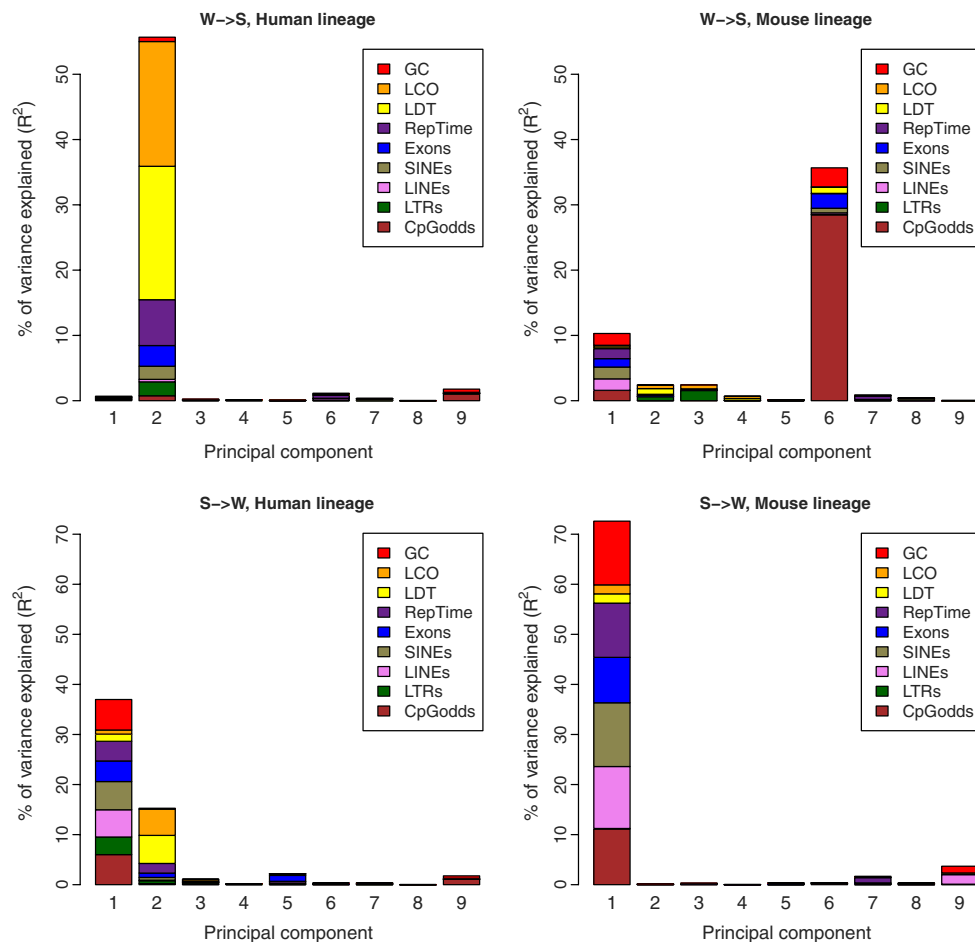 W->S, Human lineage
% of variance explained (R²)
0 10 20 30 40 50
GC
LCO
LDT
RepTime
Exons
SINEs
LINEs
LTRs
CpGodds
1 2 3 4 5 6 7 8 9
Principal component
W->S, Mouse lineage
% of variance explained (R²)
0 10 20 30 40 50
GC
LCO
LDT
RepTime
Exons
SINEs
LINEs
LTRs
CpGodds
1 2 3 4 5 6 7 8 9
Principal component
S->W, Human lineage
% of variance explained (R²)
0 10 20 30 40 50 60 70
GC
LCO
LDT
RepTime
Exons
SINEs
LINEs
LTRs
CpGodds
1 2 3 4 5 6 7 8 9
Principal component
S->W, Mouse lineage
% of variance explained (R²)
0 10 20 30 40 50 60 70
GC
LCO
LDT
RepTime
Exons
SINEs
LINEs
LTRs
CpGodds
1 2 3 4 5 6 7 8 9
Principal component